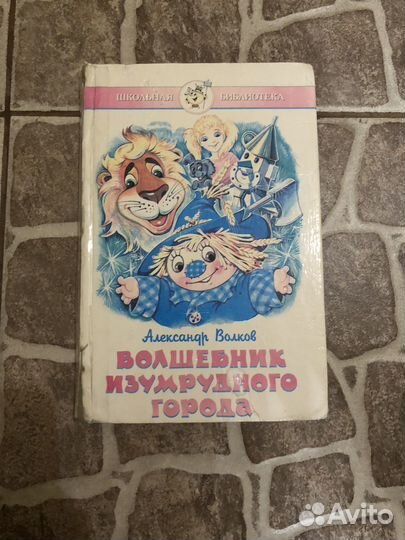 ШКОЛЬНАЯ БИБЛИОТЕКА
Александр Волков
ВОЛШЕБНИК
ИЗУМРУДНОГО
ГОРОДА
Avito